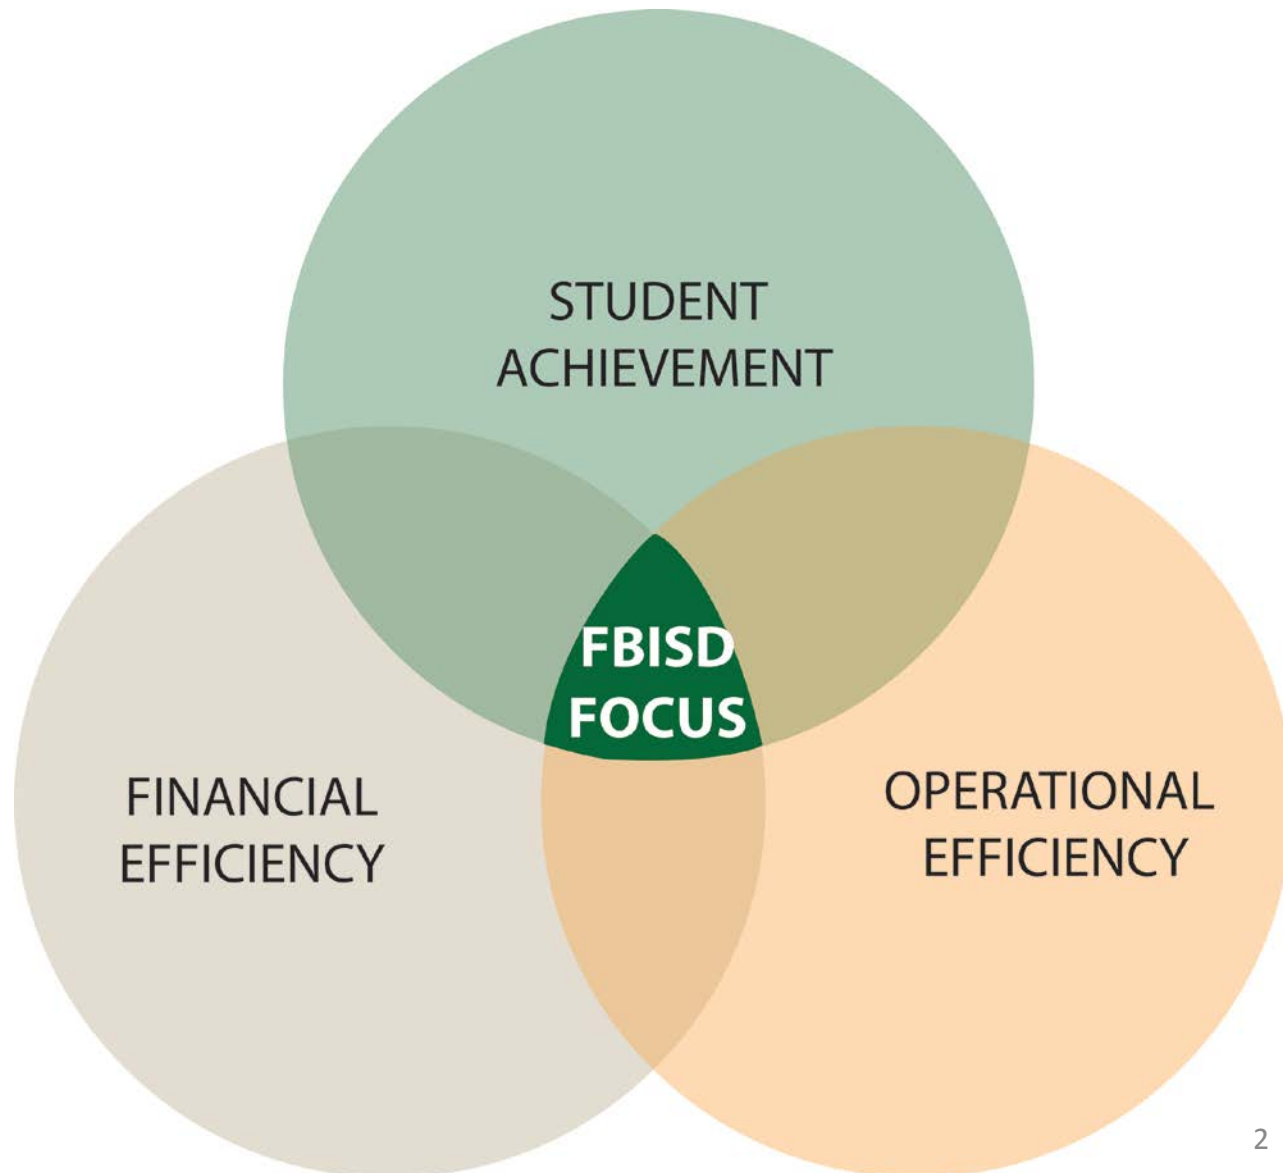 STUDENT
ACHIEVEMENT
FBISD
FOCUS
FINANCIAL
EFFICIENCY
OPERATIONAL
EFFICIENCY
2